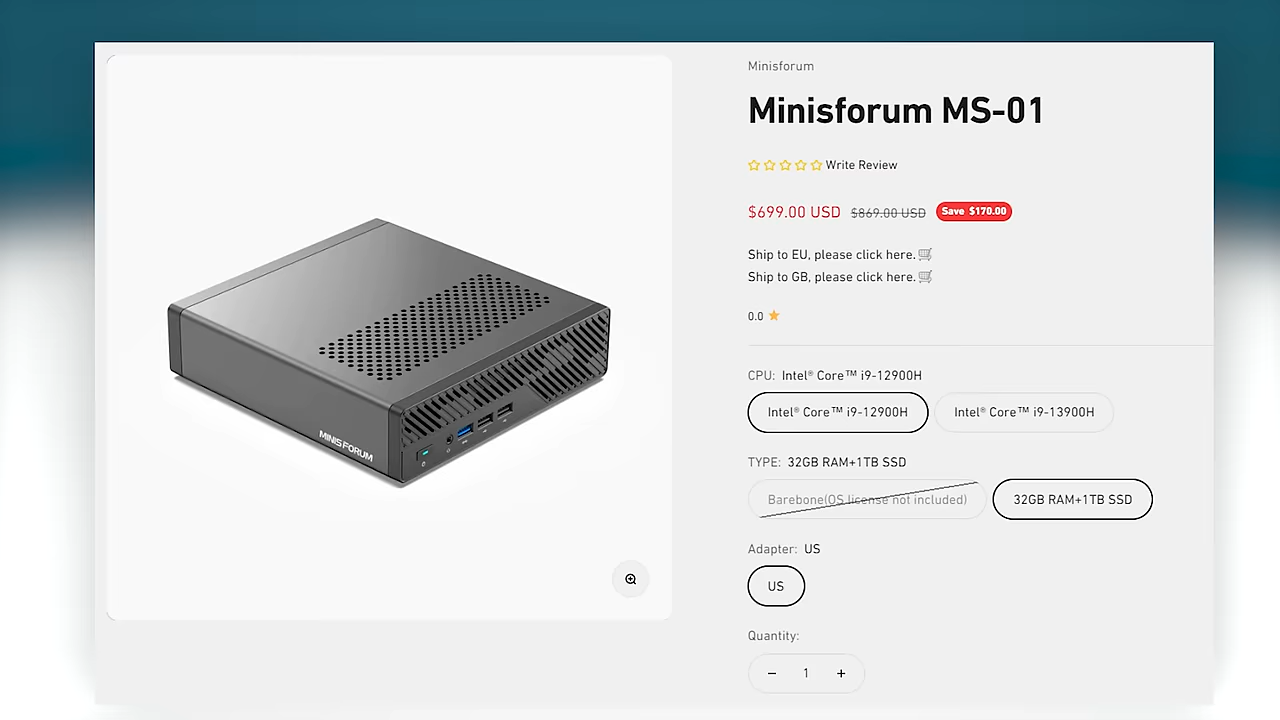 Minisforum
Minisforum MS-01
Write Review
$699.00 USD $869.00 USD Save $170.00
Ship to EU, please click here.🛒
Ship to GB, please click here.🛒
0.0 ★
CPU: Intel® Core™ i9-12900H
Intel® Core™ i9-12900H Intel® Core™ i9-13900H
TYPE: 32GB RAM+1TB SSD
Barebone(OS license not included) 32GB RAM+1TB SSD
Adapter: US
US
Quantity:
− 1 +
MINISFORUM